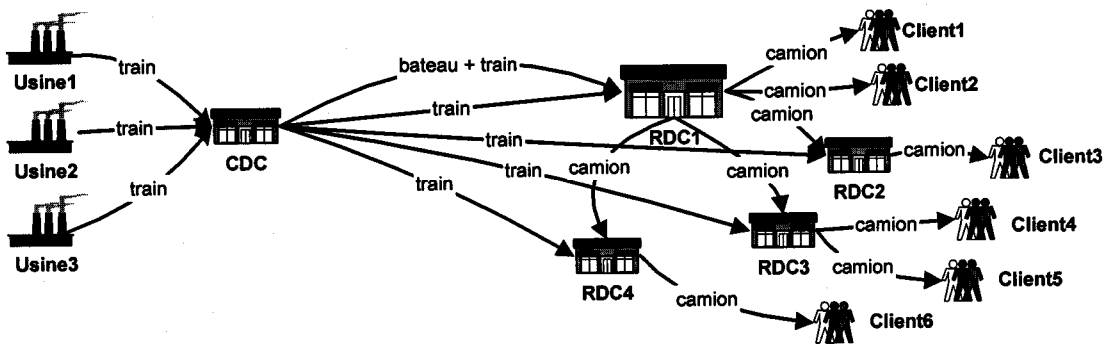 Usine1
Usine2
Usine3
train
train
train
CDC
bateau + train
train
train
train
train
RDC1
camion
camion
camion
camion
camion
Client1
Client2
RDC2
camion
Client3
RDC3
camion
camion
Client4
Client5
RDC4
camion
Client6